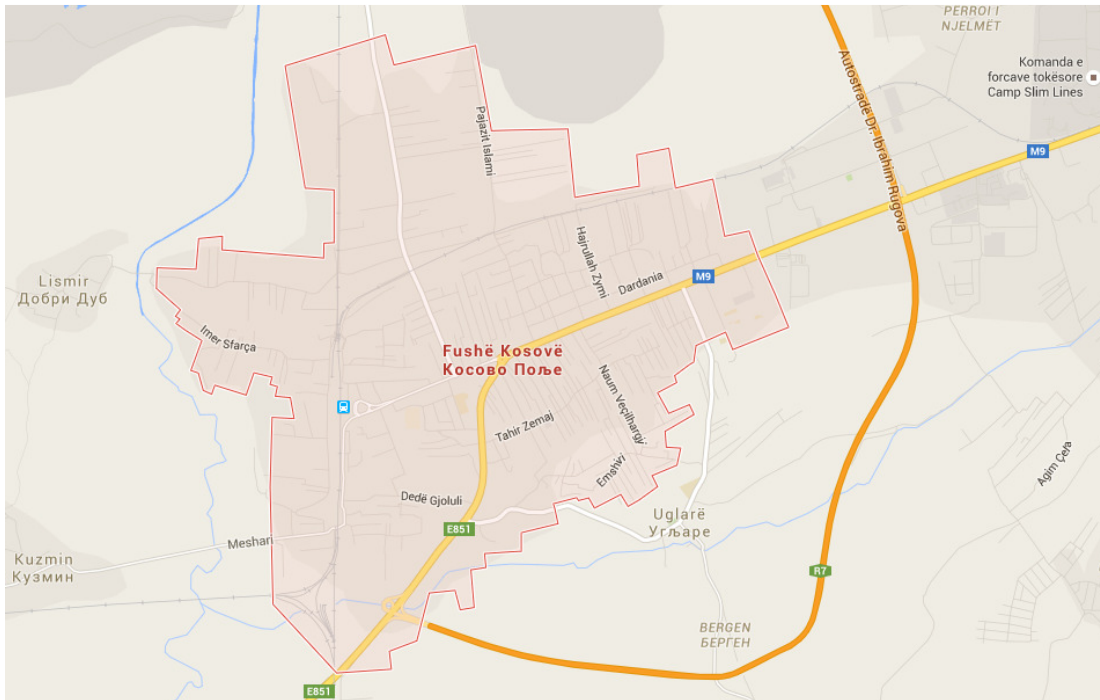 PERROI I
NJELMËT
Komanda e
forcave tokësore
Camp Slim Lines
Autostradë Dr. Ibrahim Rugova
M9
Pajazit Islami
Hajrullah Zymi
Dardania
M9
Lismir
Добри Дуб
Imer Sfarça
Fushë Kosovë
Косово Поље
Naum Veçilhargji
Tahir Zemaj
Emshiri
Agim Çela
Dedë Gjoluli
E851
Uglarë
Угљаре
Meshari
Kuzmin
Кузмин
R7
BERGEN
БЕРГЕН
E851